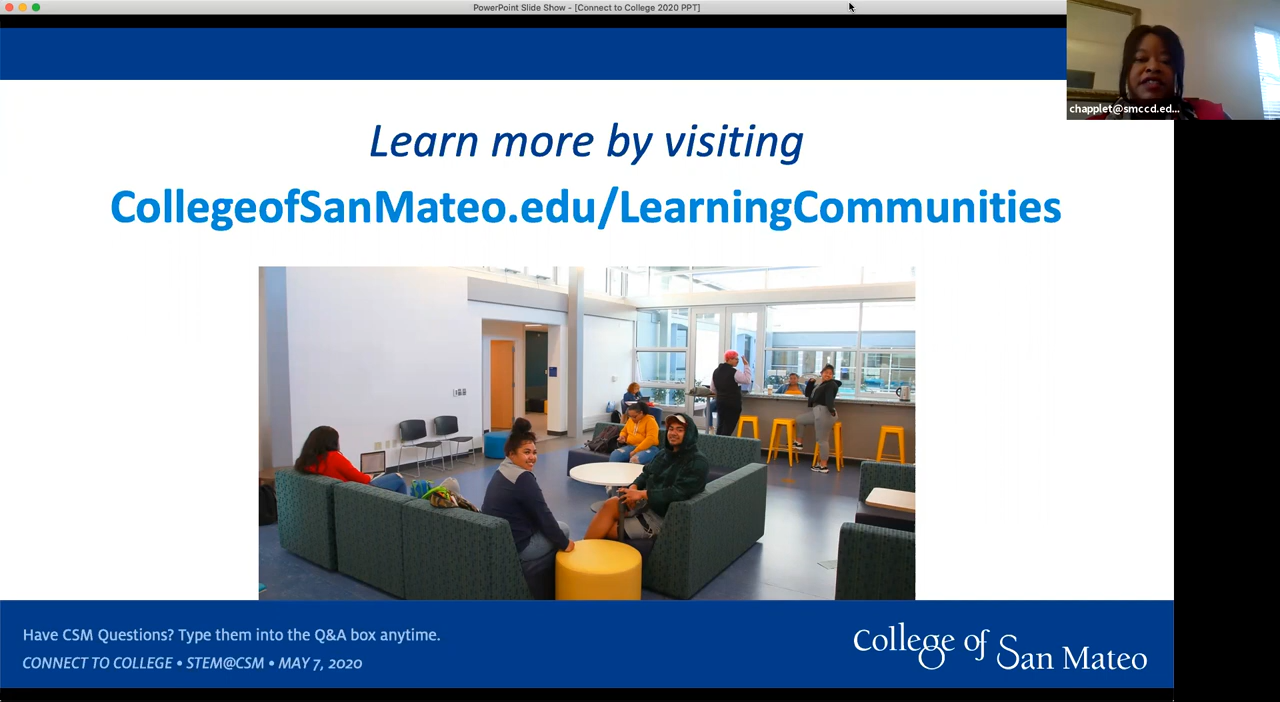 PowerPoint Slide Show - [Connect to College 2020 PPT]
chapplet@smccd.ed...
Learn more by visiting
CollegeofSanMateo.edu/LearningCommunities
Have CSM Questions? Type them into the Q&A box anytime.
CONNECT TO COLLEGE • STEM@CSM • MAY 7, 2020
College of San Mateo